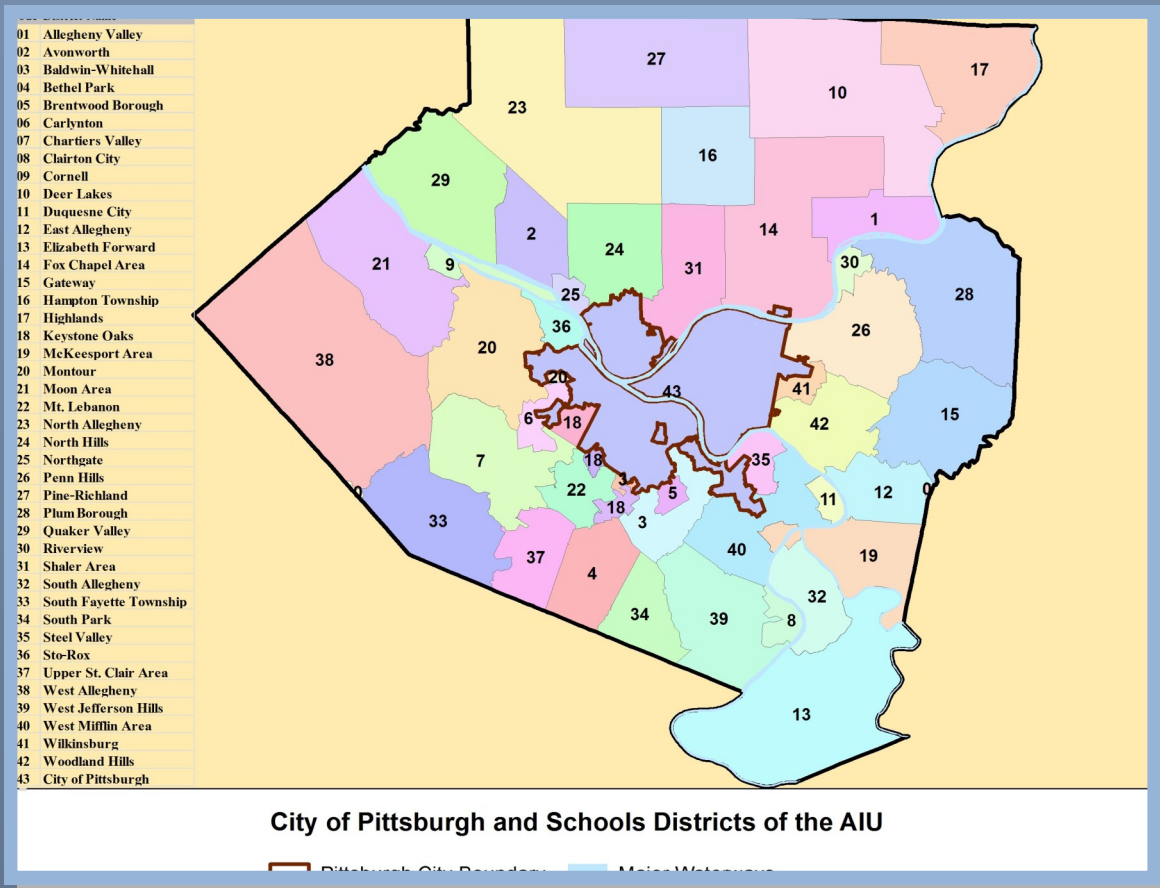 01 Allegheny Valley
02 Avonworth
03 Baldwin-Whitehall
04 Bethel Park
05 Brentwood Borough
06 Carlynton
07 Chartiers Valley
08 Clairton City
09 Cornell
10 Deer Lakes
11 Duquesne City
12 East Allegheny
13 Elizabeth Forward
14 Fox Chapel Area
15 Gateway
16 Hampton Township
17 Highlands
18 Keystone Oaks
19 McKeesport Area
20 Montour
21 Moon Area
22 Mt. Lebanon
23 North Allegheny
24 North Hills
25 Northgate
26 Penn Hills
27 Pine-Richland
28 Plum Borough
29 Quaker Valley
30 Riverview
31 Shaler Area
32 South Allegheny
33 South Fayette Township
34 South Park
35 Steel Valley
36 Sto-Rox
37 Upper St. Clair Area
38 West Allegheny
39 West Jefferson Hills
40 West Mifflin Area
41 Wilkinsburg
42 Woodland Hills
43 City of Pittsburgh
27
17
10
23
16
29
1
2
14
24
21
30
9
31
28
25
36
26
20
38
20
41
43
15
6
18
42
7
18
35
22
3
5
11
12
0
0
18
33
3
40
37
19
4
32
34
39
8
13
City of Pittsburgh and Schools Districts of the AIU
Pittsburgh City Boundary
Major Waterways